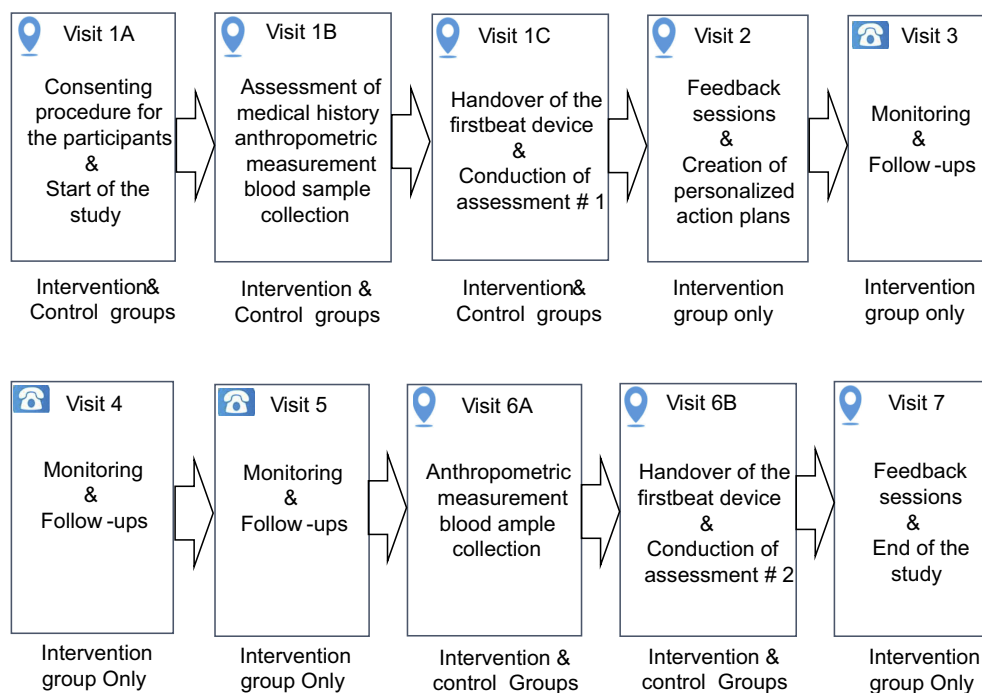 Visit 1A
Consenting
procedure for
the participants
&
Start of the
study
Intervention&
Control groups
Visit 1B
Assessment of
medical history
anthropometric
measurement
blood sample
collection
Intervention &
Control groups
Visit 1C
Handover of the
firstbeat device
&
Conduction of
assessment # 1
Intervention&
Control groups
Visit 2
Feedback
sessions
&
Creation of
personalized
action plans
Intervention
group only
Visit 3
Monitoring
&
Follow-ups
Intervention
group only
Visit 4
Monitoring
&
Follow-ups
Intervention
group Only
Visit 5
Monitoring
&
Follow-ups
Intervention
group Only
Visit 6A
Anthropometric
measurement
blood ample
collection
Intervention &
control Groups
Visit 6B
Handover of the
firstbeat device
&
Conduction of
assessment # 2
Intervention &
control Groups
Visit 7
Feedback
sessions
&
End of the
study
Intervention
group Only